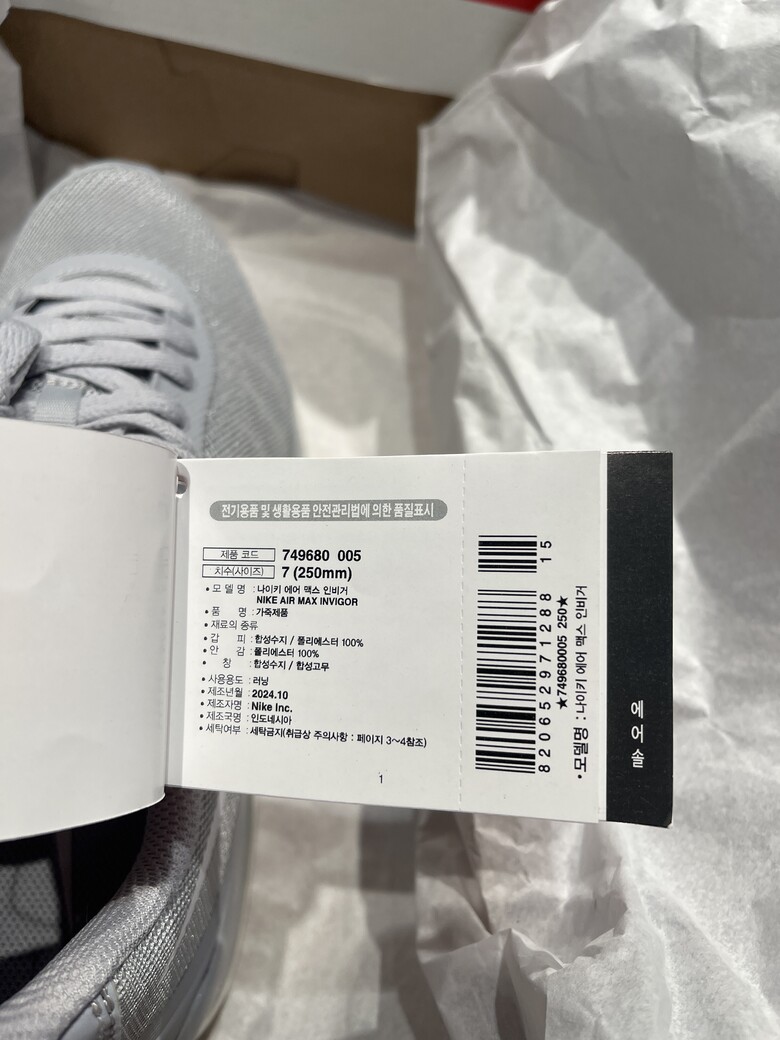 전기용품 및 생활용품 안전관리법에 의한 품질표시
제품 코드 749680 005
치수(사이즈) 7 (250mm)
• 모 델 명 : 나이키 에어 맥스 인비거
NIKE AIR MAX INVIGOR
• 품 명 : 가죽제품
• 재료의 종류
• 갑 피 : 합성수지 / 폴리에스터 100%
• 안 감 : 폴리에스터 100%
• 창 : 합성수지 / 합성고무
• 사용용도 : 러닝
• 제조년월 : 2024.10
• 제조자명 : Nike Inc.
• 제조국명 : 인도네시아
• 세탁여부 : 세탁금지(취급상 주의사항 : 페이지 3~4참조)
1
820652971288 15
★749680005 250★
•모델명 : 나이키 에어 맥스 인비거
에어솔